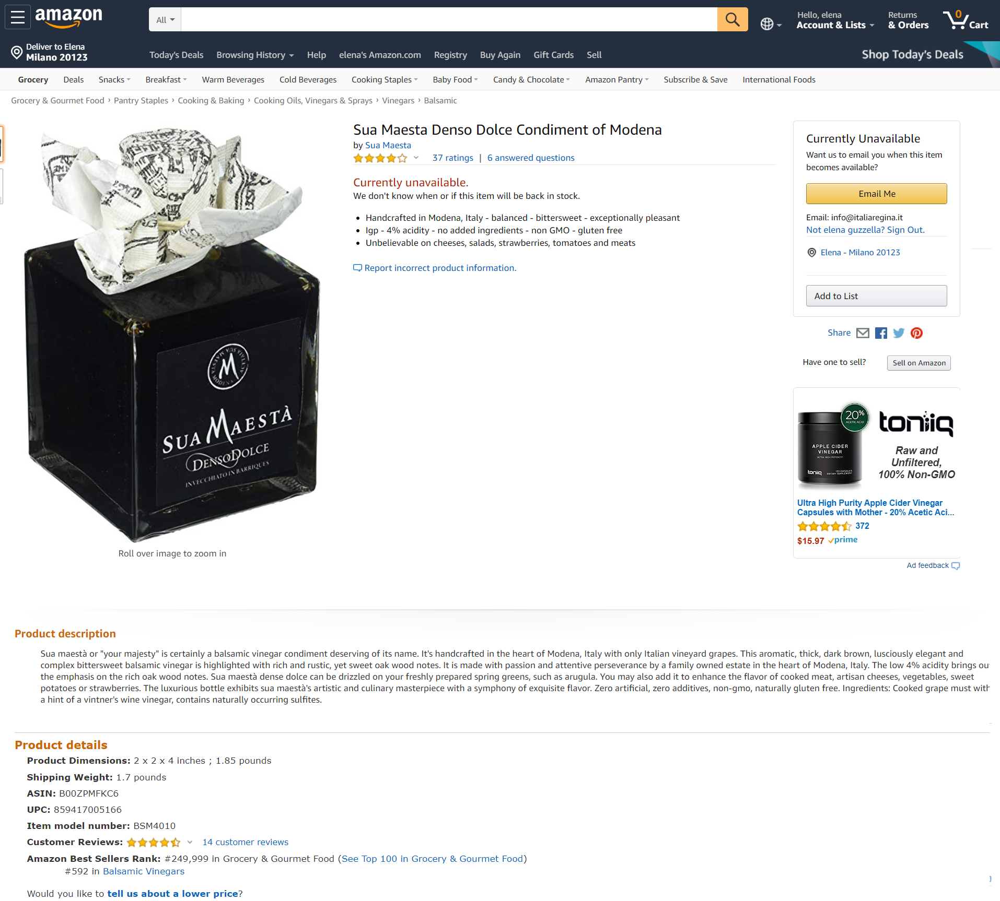 amazon
All
Hello, elena
Account & Lists
Returns
& Orders
0
Cart
Deliver to Elena
Milano 20123
Today's Deals
Browsing History
Help
elena's Amazon.com
Registry
Buy Again
Gift Cards
Sell
Shop Today's Deals
Grocery
Deals
Snacks
Breakfast
Warm Beverages
Cold Beverages
Cooking Staples
Baby Food
Candy & Chocolate
Amazon Pantry
Subscribe & Save
International Foods
Grocery & Gourmet Food › Pantry Staples › Cooking & Baking › Cooking Oils, Vinegars & Sprays › Vinegars › Balsamic
ACETAIA SUA MAESTA MODENA
M
SUA MAESTÀ
DENSODOLCE
INVECCHIATO IN BARRIQUES
Roll over image to zoom in
Sua Maesta Denso Dolce Condiment of Modena
by Sua Maesta
37 ratings | 6 answered questions
Currently unavailable.
We don't know when or if this item will be back in stock.
• Handcrafted in Modena, Italy - balanced - bittersweet - exceptionally pleasant
• Igp - 4% acidity - no added ingredients - non GMO - gluten free
• Unbelievable on cheeses, salads, strawberries, tomatoes and meats
Report incorrect product information.
Currently Unavailable
Want us to email you when this item
becomes available?
Email Me
Email: info@italiaregina.it
Not elena guzzella? Sign Out.
Elena - Milano 20123
Add to List
Share
Have one to sell?
Sell on Amazon
20%
ACETIC ACID
APPLE CIDER
VINEGAR
ULTRA HIGH POTENCY
toniiq
120 CAPSULES
DIETARY SUPPLEMENT
toniiq
Raw and
Unfiltered,
100% Non-GMO
Ultra High Purity Apple Cider Vinegar
Capsules with Mother - 20% Acetic Aci...
372
$15.97 prime
Ad feedback
Product description
Sua maestà or "your majesty" is certainly a balsamic vinegar condiment deserving of its name. It's handcrafted in the heart of Modena, Italy with only Italian vineyard grapes. This aromatic, thick, dark brown, lusciously elegant and
complex bittersweet balsamic vinegar is highlighted with rich and rustic, yet sweet oak wood notes. It is made with passion and attentive perseverance by a family owned estate in the heart of Modena, Italy. The low 4% acidity brings ou
the emphasis on the rich oak wood notes. Sua maestà dense dolce can be drizzled on your freshly prepared spring greens, such as arugula. You may also add it to enhance the flavor of cooked meat, artisan cheeses, vegetables, sweet
potatoes or strawberries. The luxurious bottle exhibits sua maestà's artistic and culinary masterpiece with a symphony of exquisite flavor. Zero artificial, zero additives, non-gmo, naturally gluten free. Ingredients: Cooked grape must with
a hint of a vintner's wine vinegar, contains naturally occurring sulfites.
Product details
Product Dimensions: 2 x 2 x 4 inches ; 1.85 pounds
Shipping Weight: 1.7 pounds
ASIN: B00ZPMFKC6
UPC: 859417005166
Item model number: BSM4010
Customer Reviews: 14 customer reviews
Amazon Best Sellers Rank: #249,999 in Grocery & Gourmet Food (See Top 100 in Grocery & Gourmet Food)
#592 in Balsamic Vinegars
Would you like to tell us about a lower price?